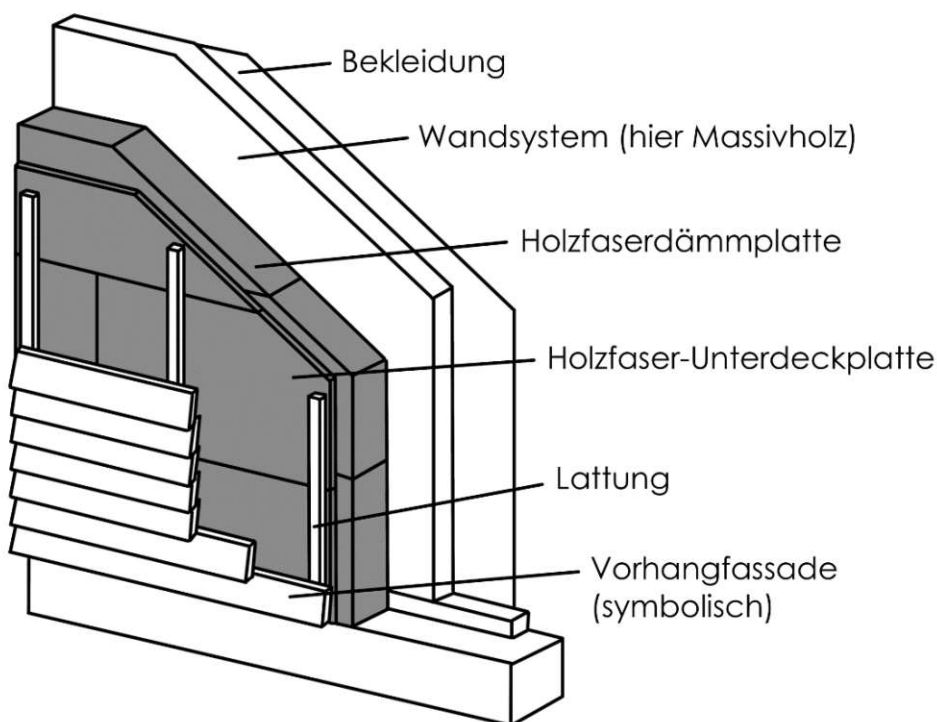 Bekleidung
Wandsystem (hier Massivholz)
Holzfaserdämmplatte
Holzfaser-Unterdeckplatte
Lattung
Vorhangfassade
(symbolisch)